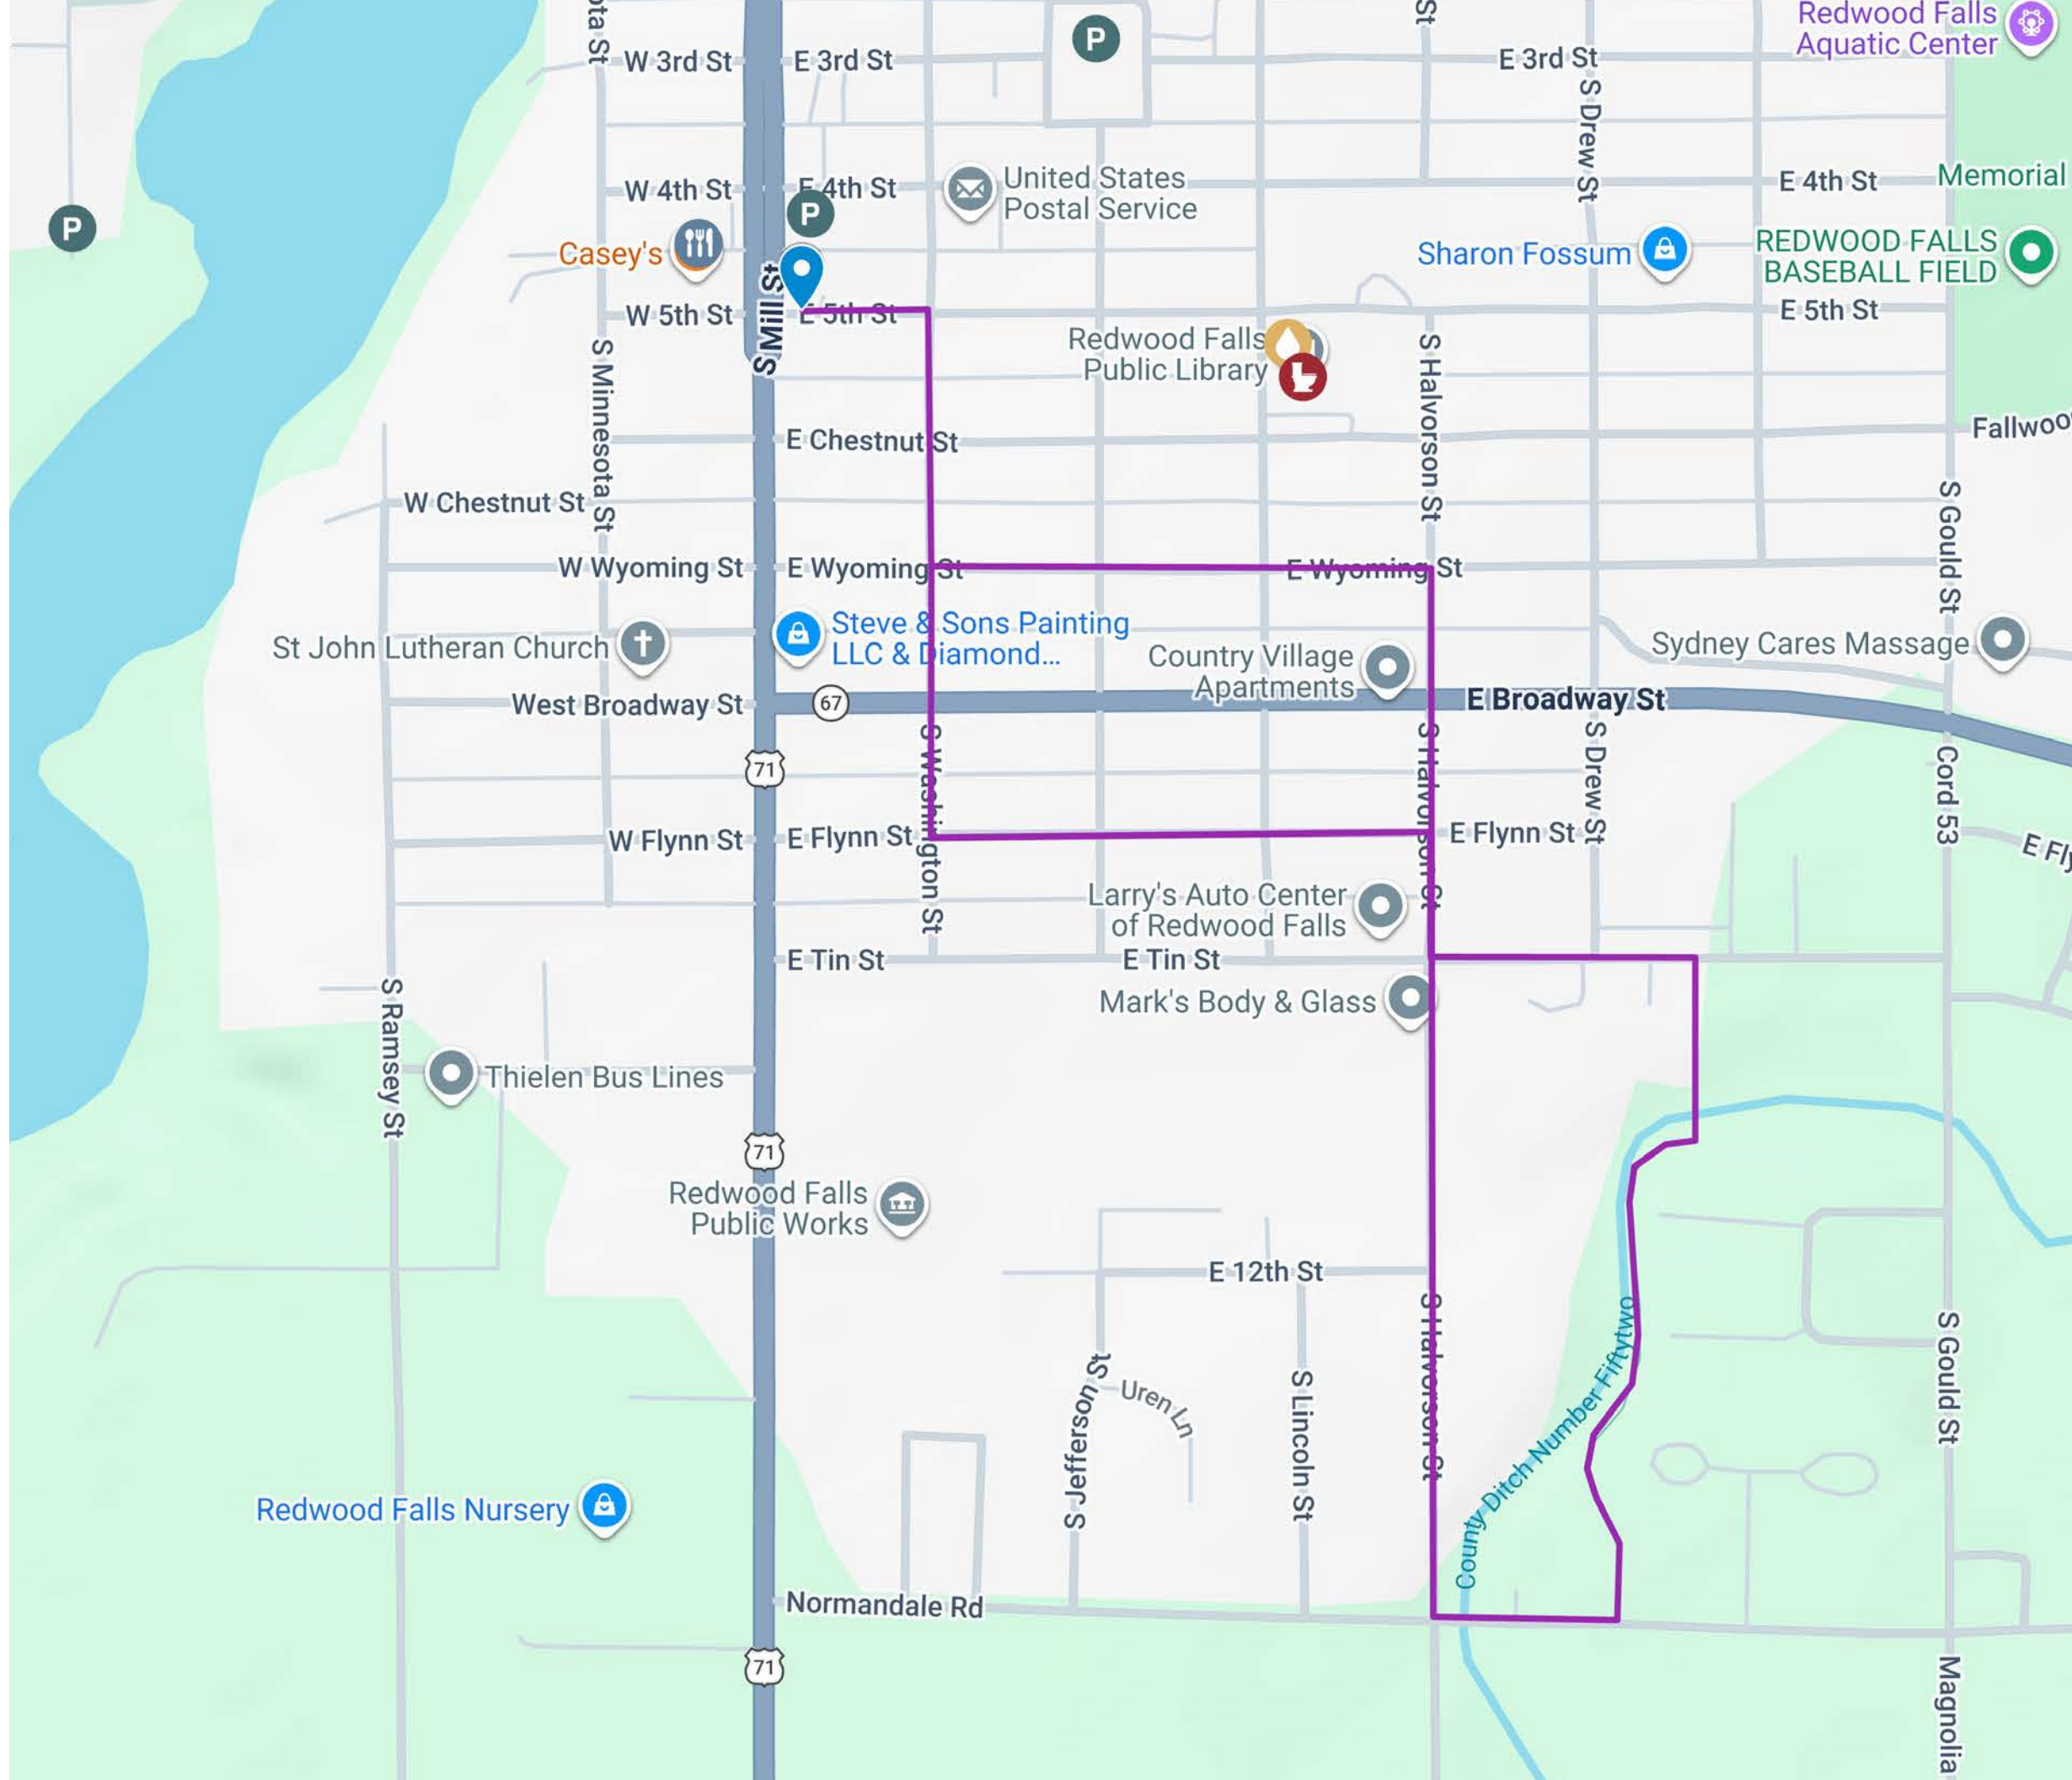 Redwood Falls
Aquatic Center
ota St
St
W 3rd St
E 3rd St
E 3rd St
S Drew St
W 4th St
E 4th St
United States
Postal Service
E 4th St
Memorial
P
P
P
Casey's
Sharon Fossum
REDWOOD FALLS
BASEBALL FIELD
S Mill St
W 5th St
E 5th St
E 5th St
Redwood Falls
Public Library
S Minnesota St
S Halvorson St
E Chestnut St
Fallwoo
W Chestnut St
S Gould St
W Wyoming St
E Wyoming St
E Wyoming St
Steve & Sons Painting
LLC & Diamond...
St John Lutheran Church
Country Village
Apartments
Sydney Cares Massage
West Broadway St
67
E Broadway St
71
S Washington St
S Halvorson St
S Drew St
Cord 53
W Flynn St
E Flynn St
E Flynn St
E Fly
Larry's Auto Center
of Redwood Falls
E Tin St
E Tin St
Mark's Body & Glass
S Ramsey St
Thielen Bus Lines
71
Redwood Falls
Public Works
E 12th St
S Halvorson St
County Ditch Number Fiftytwo
S Gould St
S Jefferson St
Uren Ln
S Lincoln St
Redwood Falls Nursery
Normandale Rd
71
Magnolia